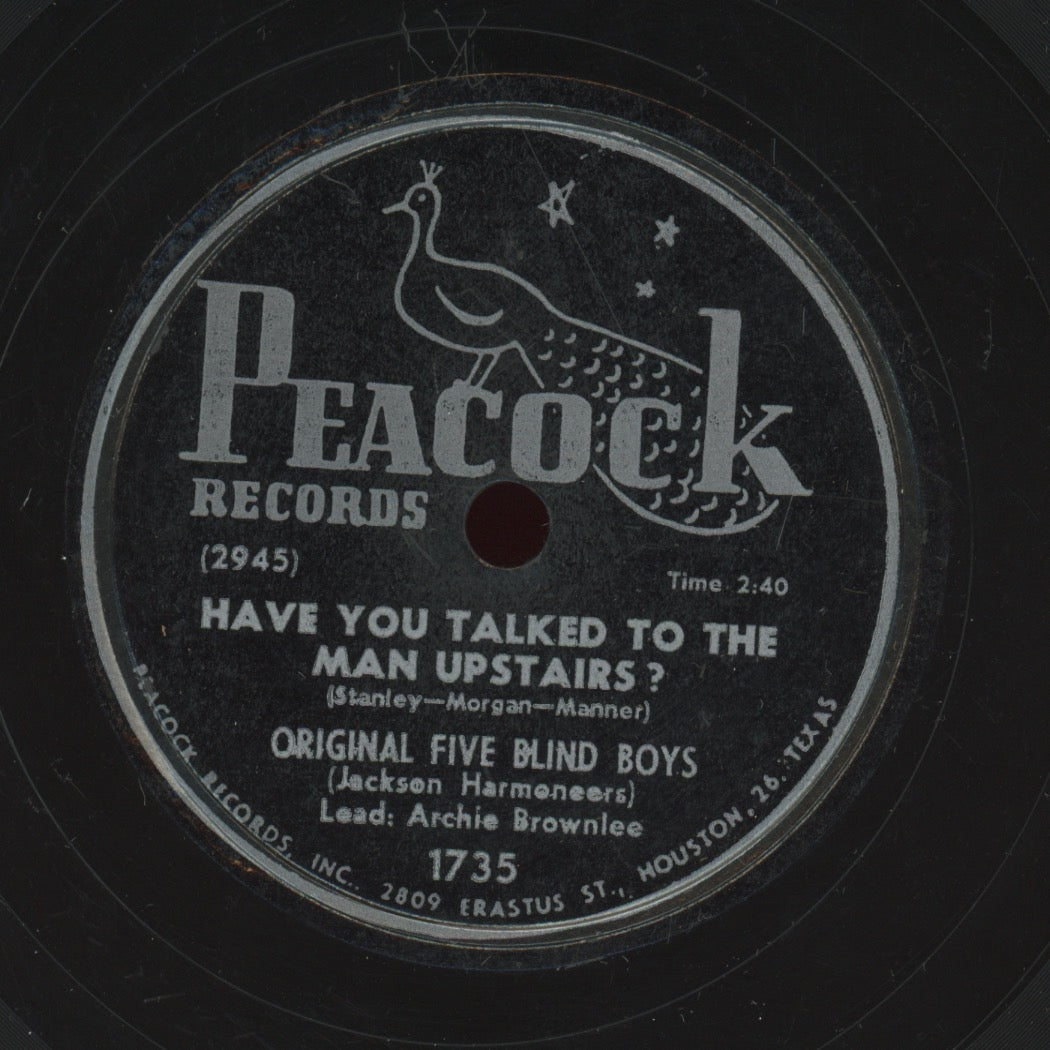 PEACOCK
RECORDS
(2945)
Time 2:40
HAVE YOU TALKED TO THE
MAN UPSTAIRS?
(Stanley—Morgan—Manner)
ORIGINAL FIVE BLIND BOYS
(Jackson Harmoneers)
Lead: Archie Brownlee
1735
PEACOCK RECORDS, INC., 2809 ERASTUS ST., HOUSTON, 26, TEXAS